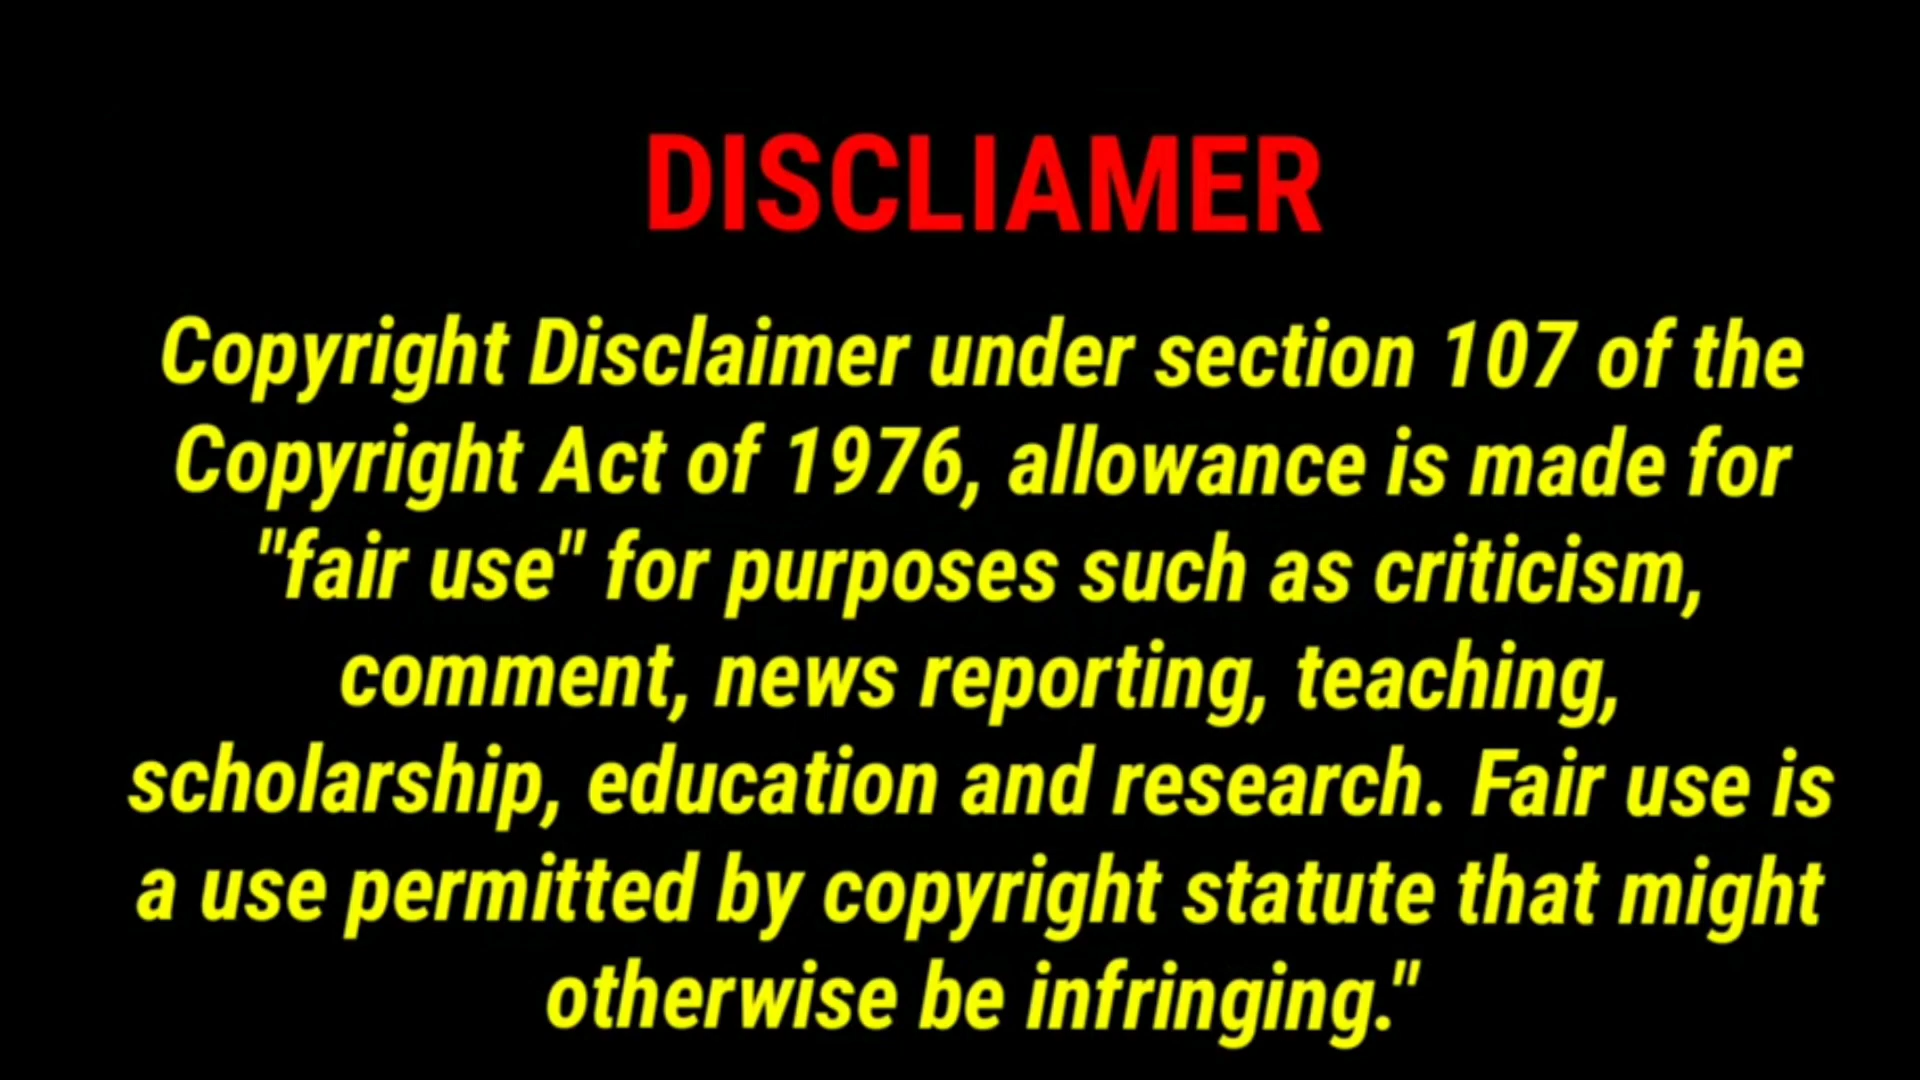 DISCLIAMER
Copyright Disclaimer under section 107 of the
Copyright Act of 1976, allowance is made for
"fair use" for purposes such as criticism,
comment, news reporting, teaching,
scholarship, education and research. Fair use is
a use permitted by copyright statute that might
otherwise be infringing."